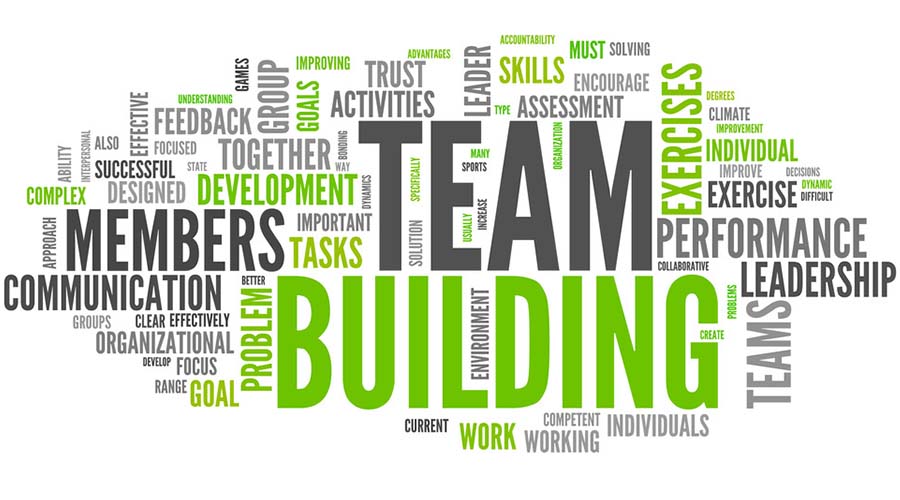 ACCOUNTABILITY
MUST
SOLVING
ADVANTAGES
GAMES
GROUP
IMPROVING
TRUST
LEADER
SKILLS
ENCOURAGE
EXERCISES
UNDERSTANDING
GOALS
ACTIVITIES
TYPE
ASSESSMENT
DEGREES
CLIMATE
EFFECTIVE
FEEDBACK
IMPROVEMENT
INTERPERSONAL
ALSO
FOCUSED
TOGETHER
BONDING
TEAM
MANY
ORGANIZATION
INDIVIDUAL
ABILITY
SUCCESSFUL
STATE
WAY
SPORTS
IMPROVE
DECISIONS
COMPLEX
DESIGNED
DEVELOPMENT
DYNAMICS
SPECIFICALLY
EXERCISE
DYNAMIC
DIFFICULT
APPROACH
MEMBERS
IMPORTANT
TASKS
SOLUTION
USUALLY
INCREASE
PERFORMANCE
COLLABORATIVE
LEADERSHIP
COMMUNICATION
BETTER
BUILDING
ENVIRONMENT
PROBLEMS
GROUPS
CLEAR
EFFECTIVELY
PROBLEM
CREATE
TEAMS
ORGANIZATIONAL
DEVELOP
FOCUS
RANGE
GOAL
CURRENT
WORK
COMPETENT
WORKING
INDIVIDUALS